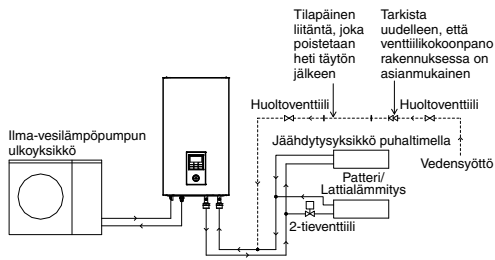 Tilapäinen
liitäntä, joka
poistetaan
heti täytön
jälkeen
Tarkista
uudelleen, että
venttiilikokoonpano
rakennuksessa on
asianmukainen
Huoltoventtiili
Huoltoventtiili
Ilma-vesilämpöpumpun
ulkoyksikkö
Jäähdytysyksikkö puhaltimella
Vedensyöttö
Patteri/
Lattialämmitys
2-tieventtiili